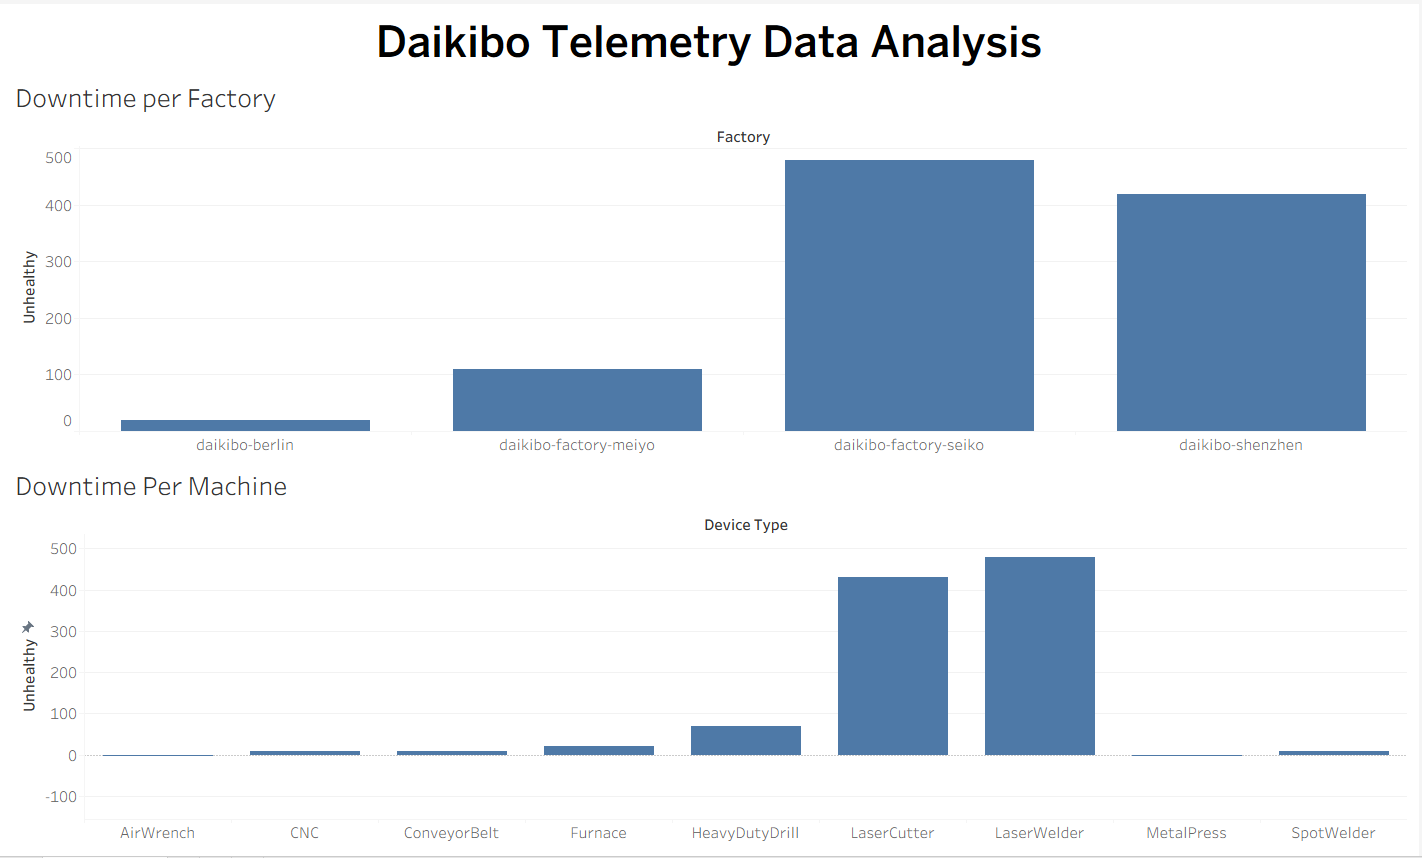 Daikibo Telemetry Data Analysis
Downtime per Factory
Factory
500
400
300
200
100
0
Unhealthy
daikibo-berlin daikibo-factory-meiyo daikibo-factory-seiko daikibo-shenzhen
Downtime Per Machine
Device Type
500
400
300
200
100
0
-100
Unhealthy
AirWrench CNC ConveyorBelt Furnace HeavyDutyDrill LaserCutter LaserWelder MetalPress SpotWelder